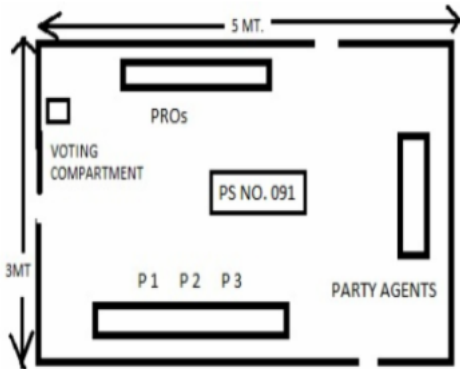 5 MT.
PROs
VOTING
COMPARTMENT
PS NO. 091
3MT
P 1 P 2 P 3
PARTY AGENTS